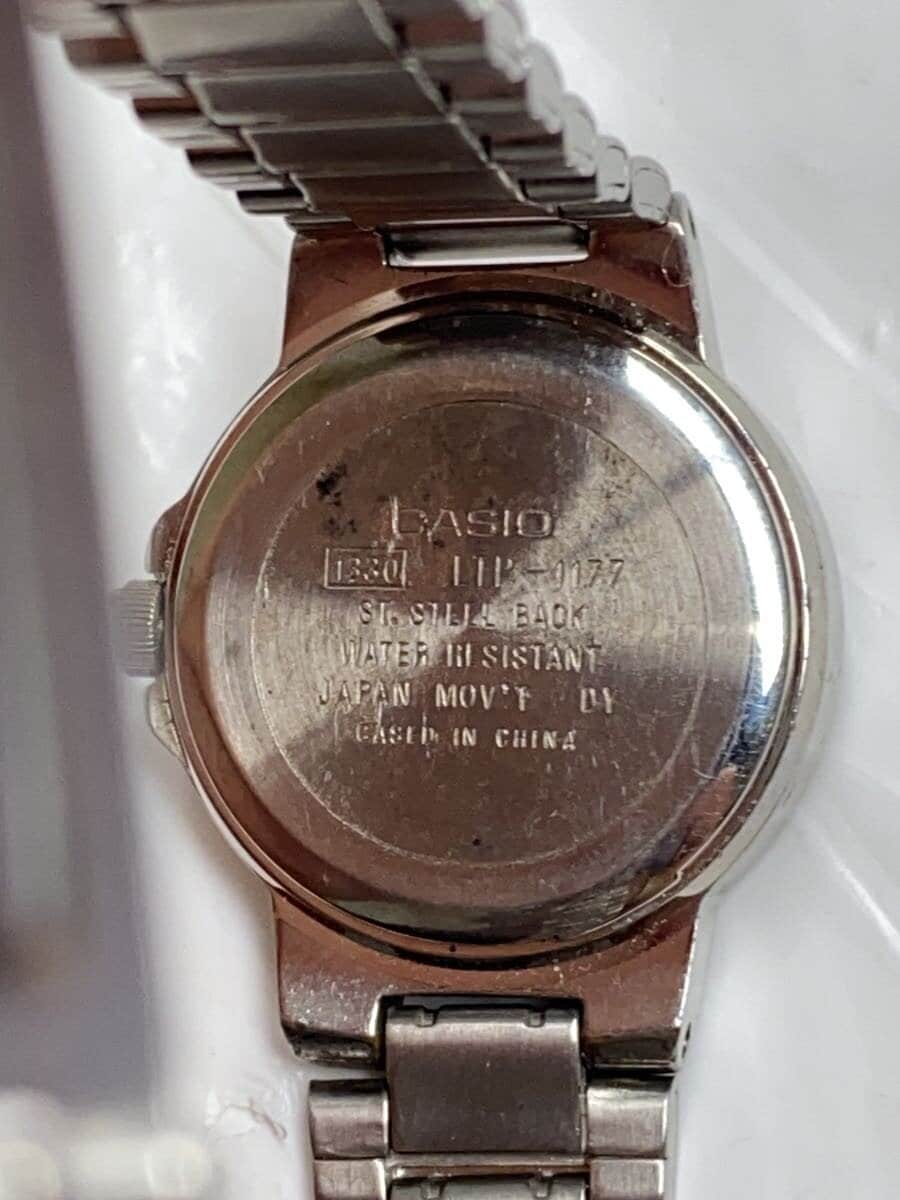 CASIO
1330 LTP-1177
ST. STEEL BACK
WATER RESISTANT
JAPAN MOV'T DY
CASED IN CHINA